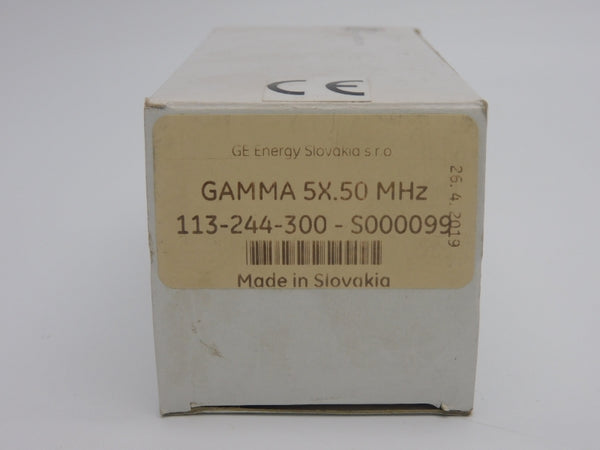 CE
GE Energy Slovakia s r o
GAMMA 5X.50 MHz
113-244-300 - S000099
26. 4. 2019
Made in Slovakia